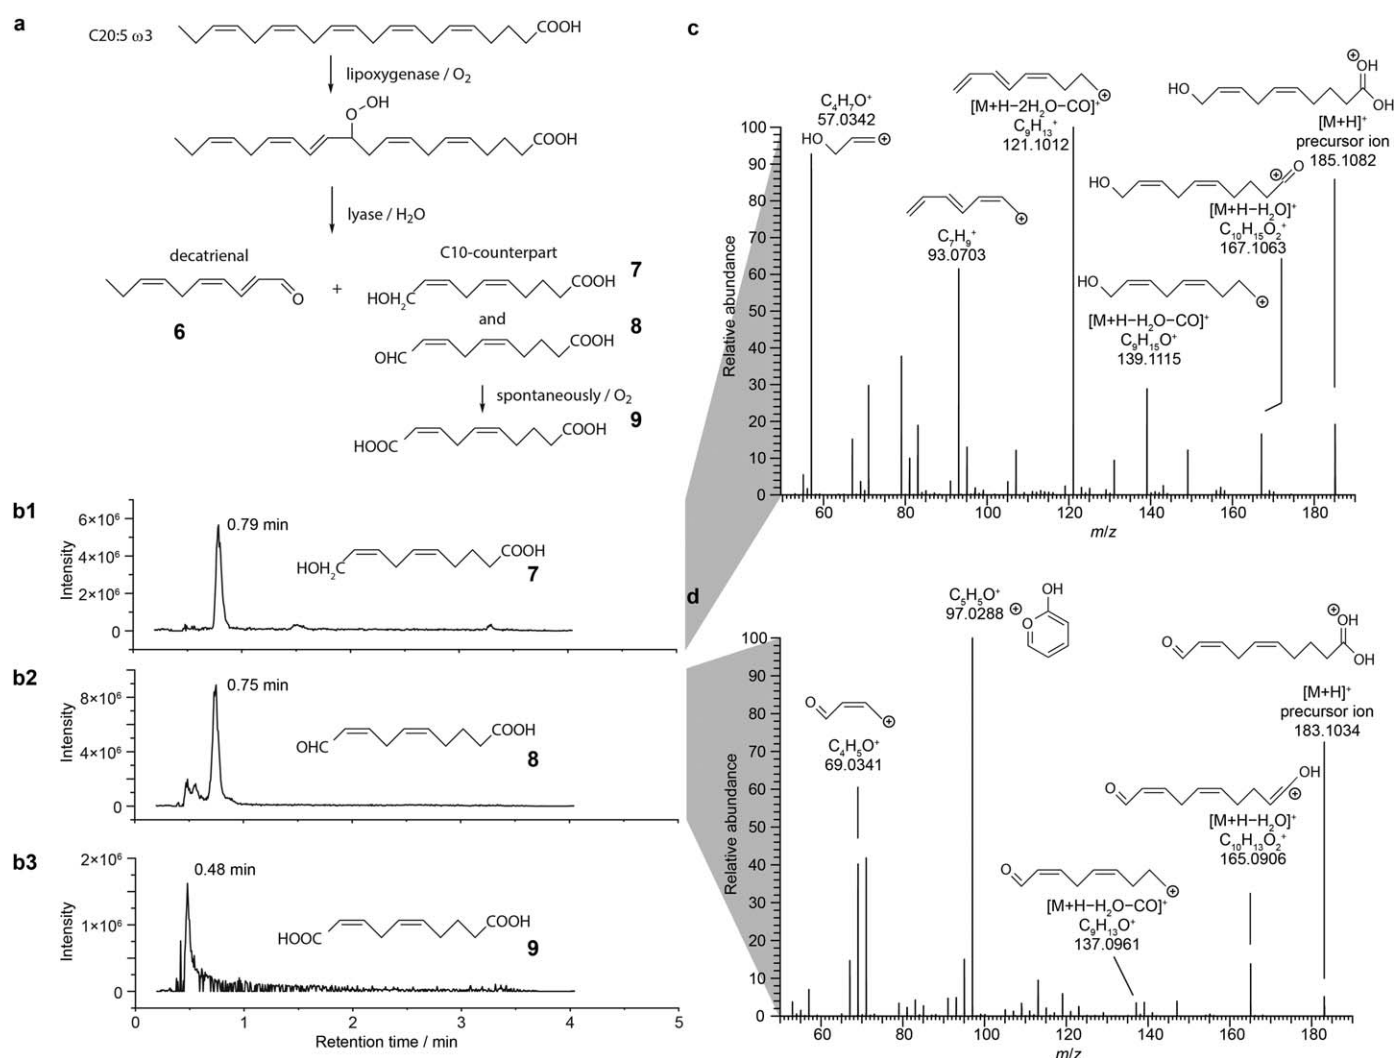 a
C20:5 ω3
COOH
lipoxygenase / O₂
OOH
COOH
lyase / H₂O
decatrienal
C10-counterpart
O
6
+
HOH₂C
COOH
7
and
OHC
COOH
8
spontaneously / O₂
HOOC
COOH
9
b1
Intensity
6×10⁶
4×10⁶
2×10⁶
0
0.79 min
HOH₂C
COOH
7
b2
Intensity
8×10⁶
4×10⁶
0
0.75 min
OHC
COOH
8
b3
Intensity
2×10⁶
1×10⁶
0
0.48 min
HOOC
COOH
9
0 1 2 3 4 5
Retention time / min
c
Relative abundance
100
90
80
70
60
50
40
30
20
10
0
60 80 100 120 140 160 180
m/z
C₄H₇O⁺
57.0342
HO
⊕
⊕
C₇H₉⁺
93.0703
⊕
[M+H−2H₂O−CO]⁺
C₉H₁₃⁺
121.1012
HO
⊕
OH
OH
[M+H]⁺
precursor ion
185.1082
HO
⊕
O
[M+H−H₂O]⁺
C₁₀H₁₅O₂⁺
167.1063
HO
⊕
[M+H−H₂O−CO]⁺
C₉H₁₅O⁺
139.1115
d
Relative abundance
100
90
80
70
60
50
40
30
20
10
0
60 80 100 120 140 160 180
m/z
O
⊕
C₄H₅O⁺
69.0341
C₅H₅O⁺
97.0288
⊕
OH
O
O
⊕
OH
OH
[M+H]⁺
precursor ion
183.1034
O
OH
⊕
[M+H−H₂O]⁺
C₁₀H₁₃O₂⁺
165.0906
O
⊕
[M+H−H₂O−CO]⁺
C₉H₁₃O⁺
137.0961